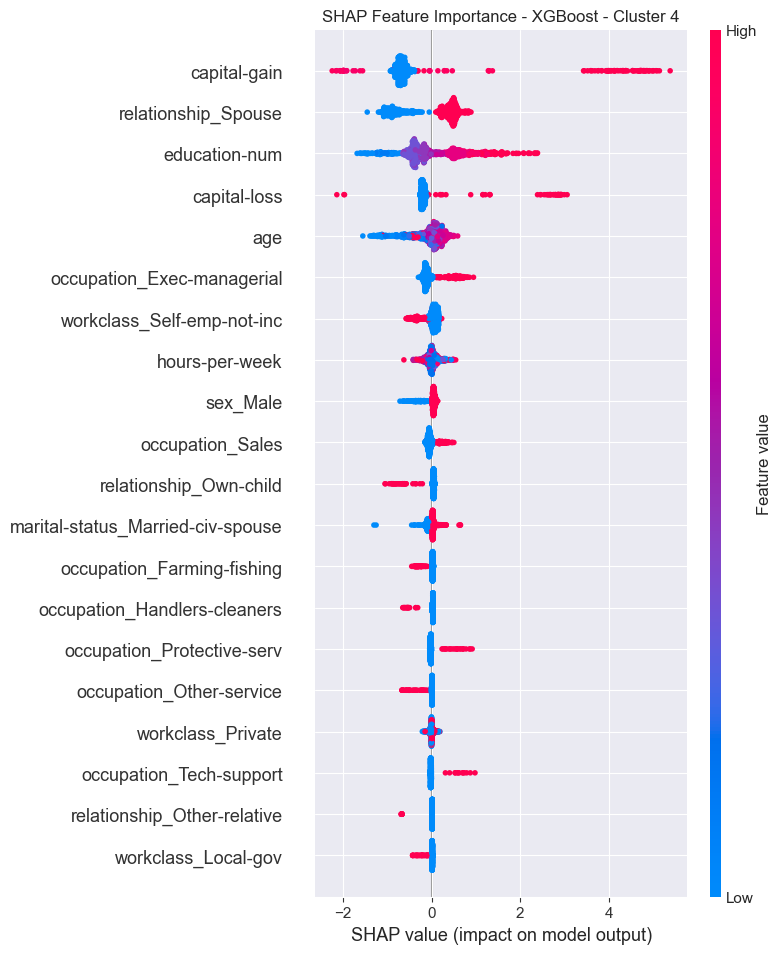 SHAP Feature Importance - XGBoost - Cluster 4
High
capital-gain
relationship_Spouse
education-num
capital-loss
age
occupation_Exec-managerial
workclass_Self-emp-not-inc
hours-per-week
sex_Male
occupation_Sales
relationship_Own-child
marital-status_Married-civ-spouse
occupation_Farming-fishing
occupation_Handlers-cleaners
occupation_Protective-serv
occupation_Other-service
workclass_Private
occupation_Tech-support
relationship_Other-relative
workclass_Local-gov
Feature value
Low
−2 0 2 4
SHAP value (impact on model output)